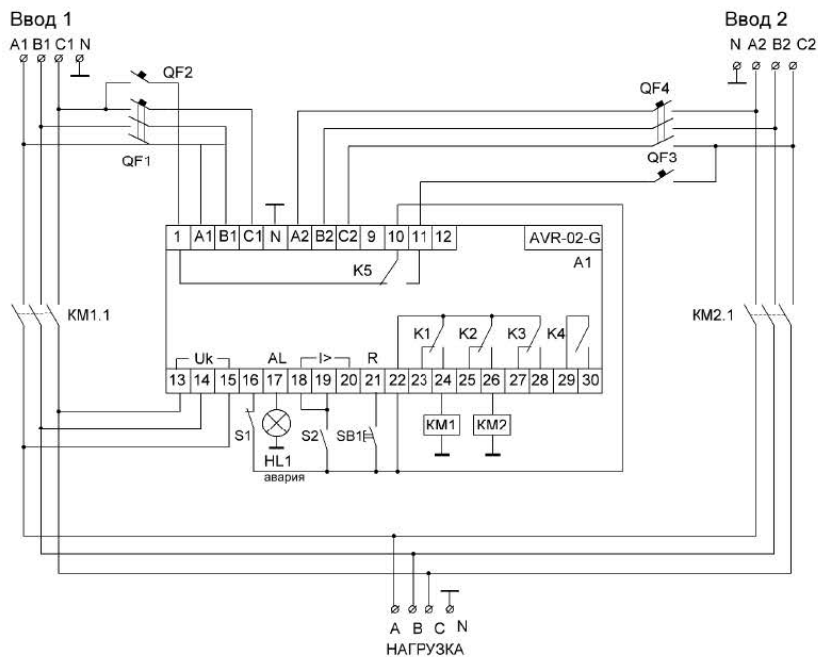 Ввод 1
Ввод 2
A1 B1 C1 N
N A2 B2 C2
QF2
QF4
QF1
QF3
1 A1 B1 C1 N A2 B2 C2 9 10 11 12
AVR-02-G
A1
K5
KM1.1
KM2.1
K1 K2 K3 K4
Uk AL I> R
13 14 15 16 17 18 19 20 21 22 23 24 25 26 27 28 29 30
S1
S2
SB1
KM1
KM2
HL1
авария
A B C N
НАГРУЗКА